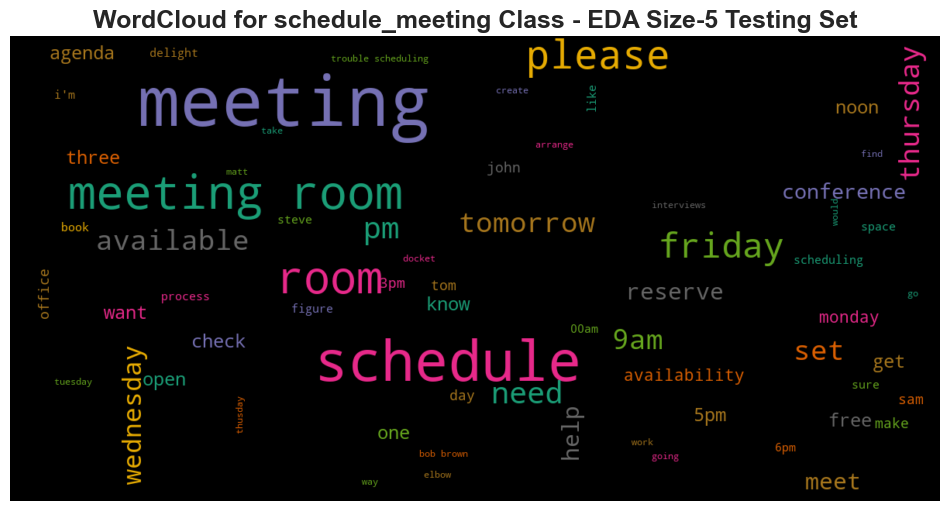 WordCloud for schedule_meeting Class - EDA Size-5 Testing Set
agenda
delight
trouble scheduling
please
thursday
i'm
meeting
create
like
noon
take
three
arrange
find
matt
john
meeting room
conference
interviews
would
book
steve
pm
tomorrow
space
available
friday
scheduling
docket
room
3pm
tom
reserve
go
office
process
want
figure
know
monday
check
00am
9am
set
get
schedule
availability
tuesday
open
wednesday
day
need
sure
sam
thusday
help
5pm
free
make
one
work
6pm
bob brown
going
elbow
way
meet